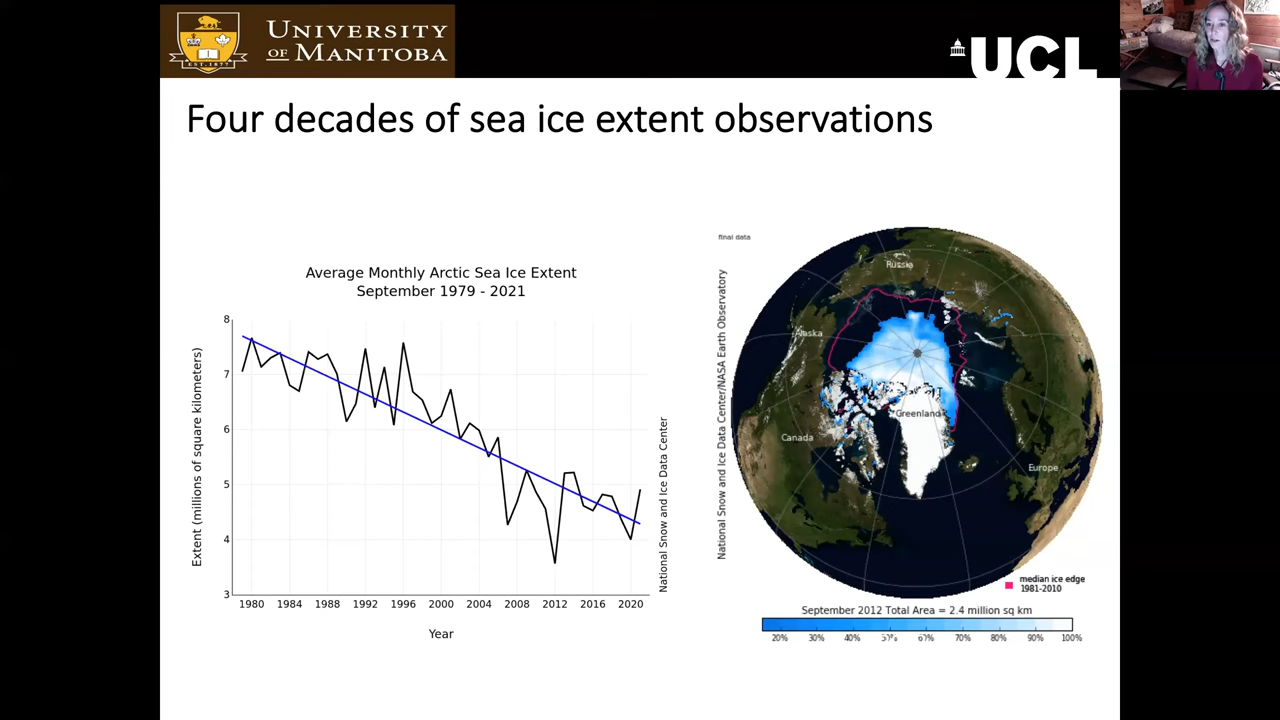 UNIVERSITY
OF MANITOBA
EST. 1877
UCL
Four decades of sea ice extent observations
Average Monthly Arctic Sea Ice Extent
September 1979 - 2021
Extent (millions of square kilometers)
8
7
6
5
4
3
1980 1984 1988 1992 1996 2000 2004 2008 2012 2016 2020
Year
National Snow and Ice Data Center
final data
National Snow and Ice Data Center/NASA Earth Observatory
Russia
Alaska
Greenland
Canada
Europe
median ice edge
1981-2010
September 2012 Total Area = 2.4 million sq km
20% 30% 40% 50% 60% 70% 80% 90% 100%